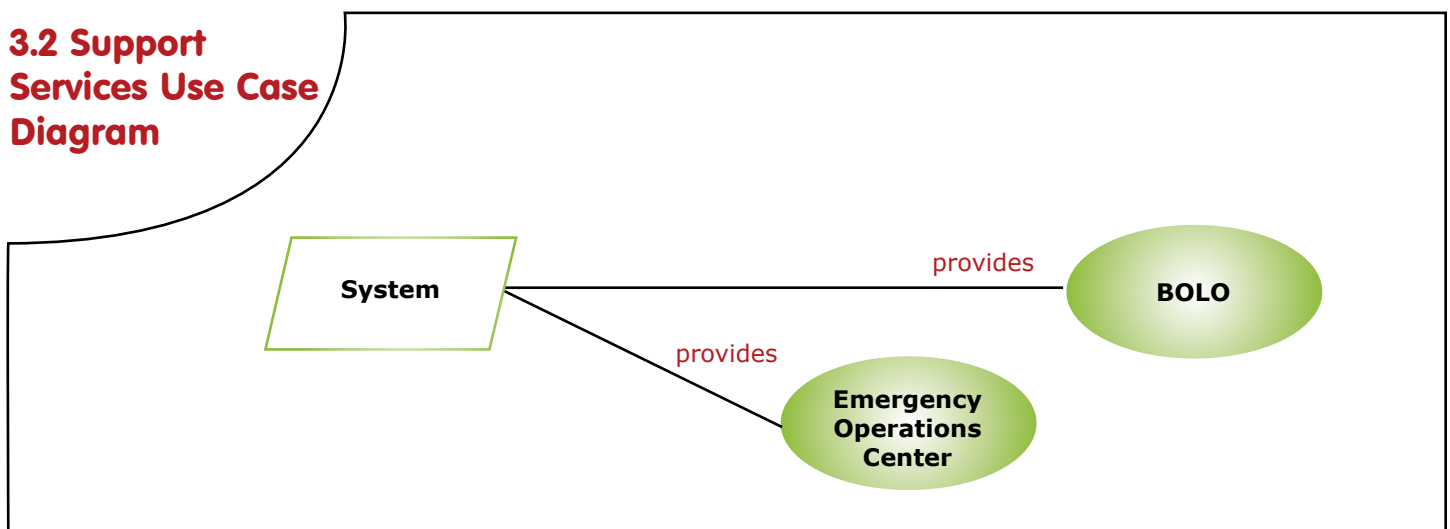 3.2 Support
Services Use Case
Diagram
System
provides
BOLO
provides
Emergency
Operations
Center